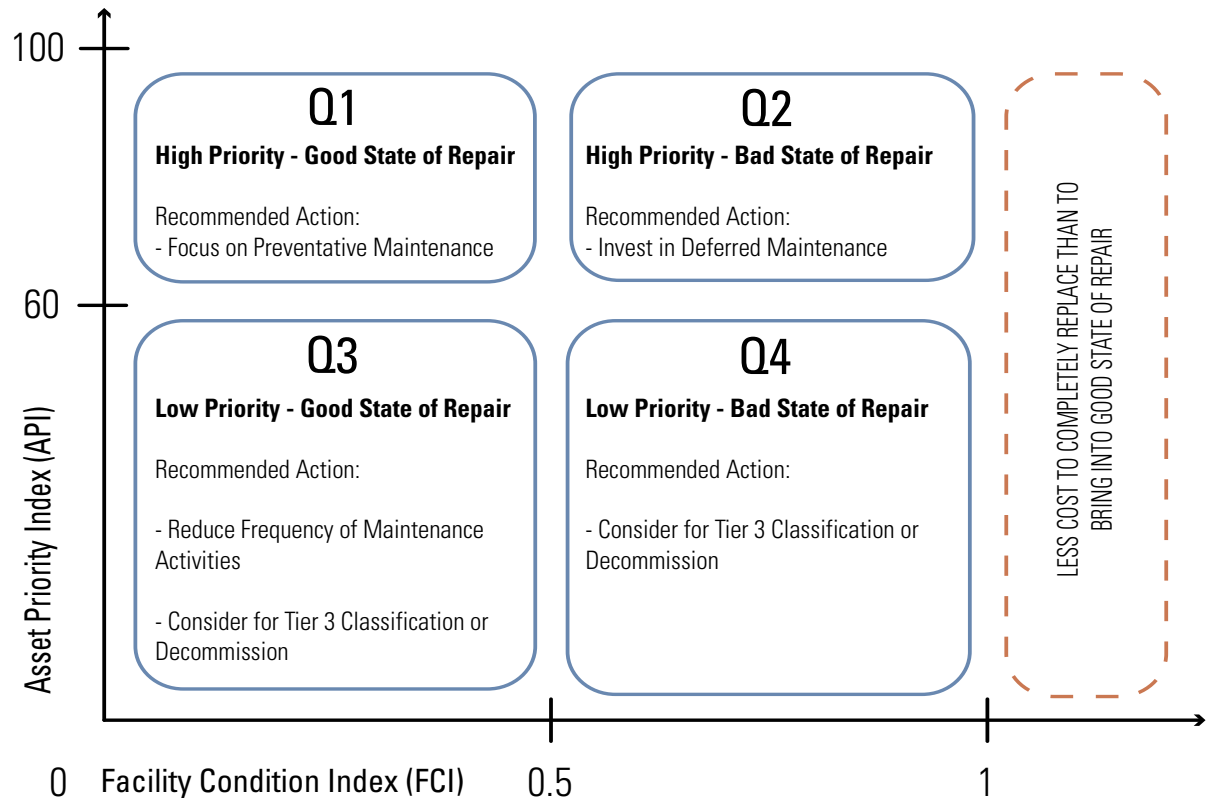 100
Q1
High Priority - Good State of Repair
Recommended Action:
- Focus on Preventative Maintenance
Q2
High Priority - Bad State of Repair
Recommended Action:
- Invest in Deferred Maintenance
60
Q3
Low Priority - Good State of Repair
Recommended Action:
- Reduce Frequency of Maintenance
Activities
- Consider for Tier 3 Classification or
Decommission
Q4
Low Priority - Bad State of Repair
Recommended Action:
- Consider for Tier 3 Classification or
Decommission
LESS COST TO COMPLETELY REPLACE THAN TO
BRING INTO GOOD STATE OF REPAIR
Asset Priority Index (API)
0 Facility Condition Index (FCI) 0.5 1